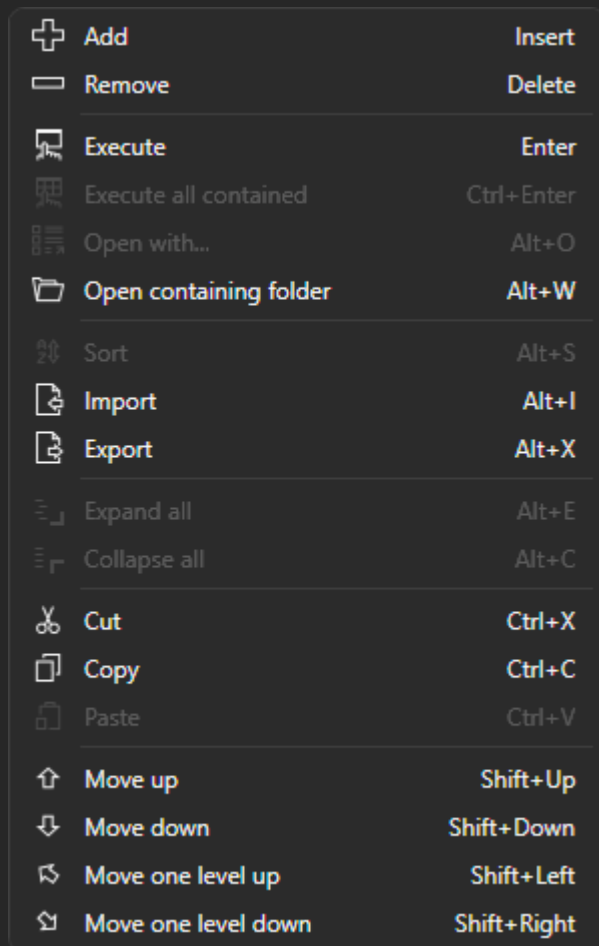 Add Insert
Remove Delete
Execute Enter
Execute all contained Ctrl+Enter
Open with... Alt+O
Open containing folder Alt+W
Sort Alt+S
Import Alt+I
Export Alt+X
Expand all Alt+E
Collapse all Alt+C
Cut Ctrl+X
Copy Ctrl+C
Paste Ctrl+V
Move up Shift+Up
Move down Shift+Down
Move one level up Shift+Left
Move one level down Shift+Right